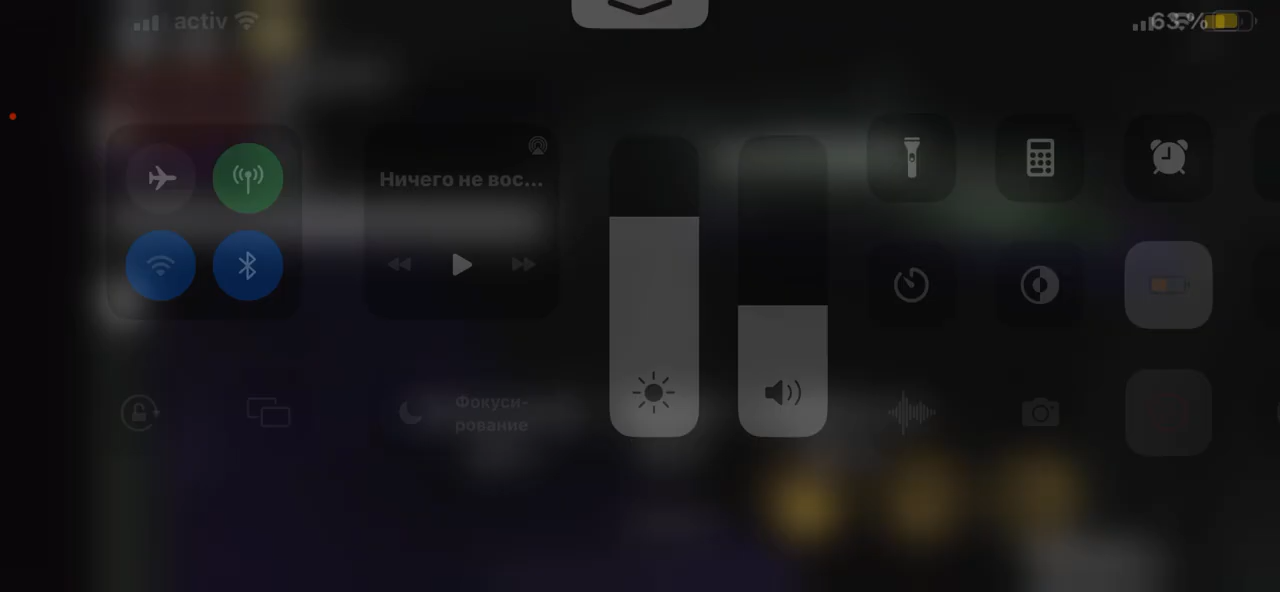 activ
63 %
Ничего не вос...
Фокуси-
рование